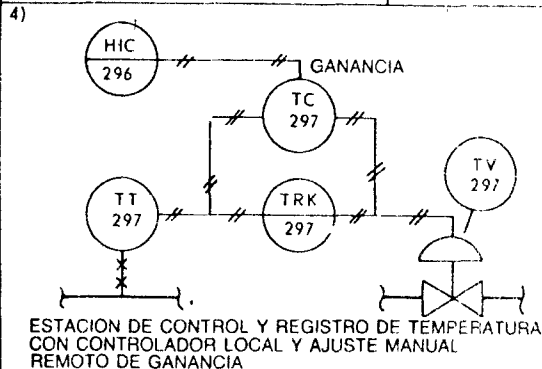 4)
HIC
296
GANANCIA
TC
297
TV
297
TT
297
TRK
297
ESTACION DE CONTROL Y REGISTRO DE TEMPERATURA
CON CONTROLADOR LOCAL Y AJUSTE MANUAL
REMOTO DE GANANCIA